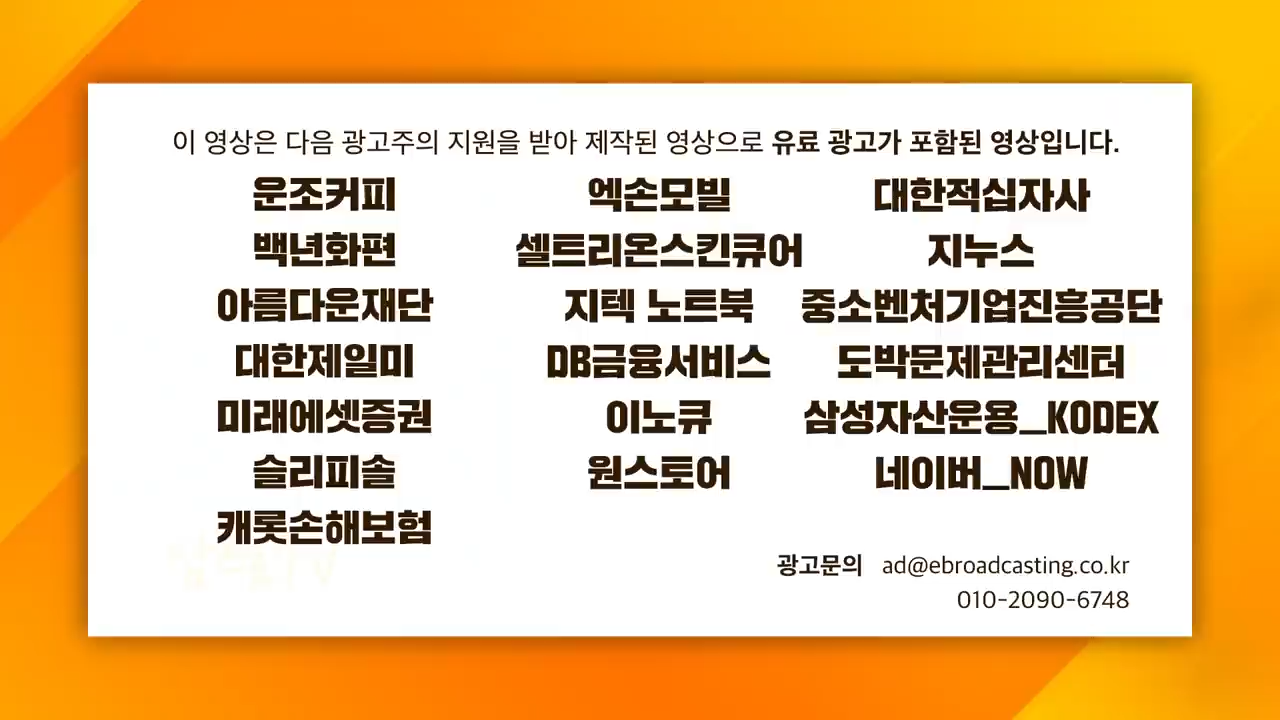 이 영상은 다음 광고주의 지원을 받아 제작된 영상으로 유료 광고가 포함된 영상입니다.
운조커피 엑손모빌 대한적십자사
백년화편 셀트리온스킨큐어 지누스
아름다운재단 지텍 노트북 중소벤처기업진흥공단
대한제일미 DB금융서비스 도박문제관리센터
미래에셋증권 이노큐 삼성자산운용_KODEX
슬리피솔 원스토어 네이버_NOW
캐롯손해보험
광고문의 ad@ebroadcasting.co.kr
010-2090-6748